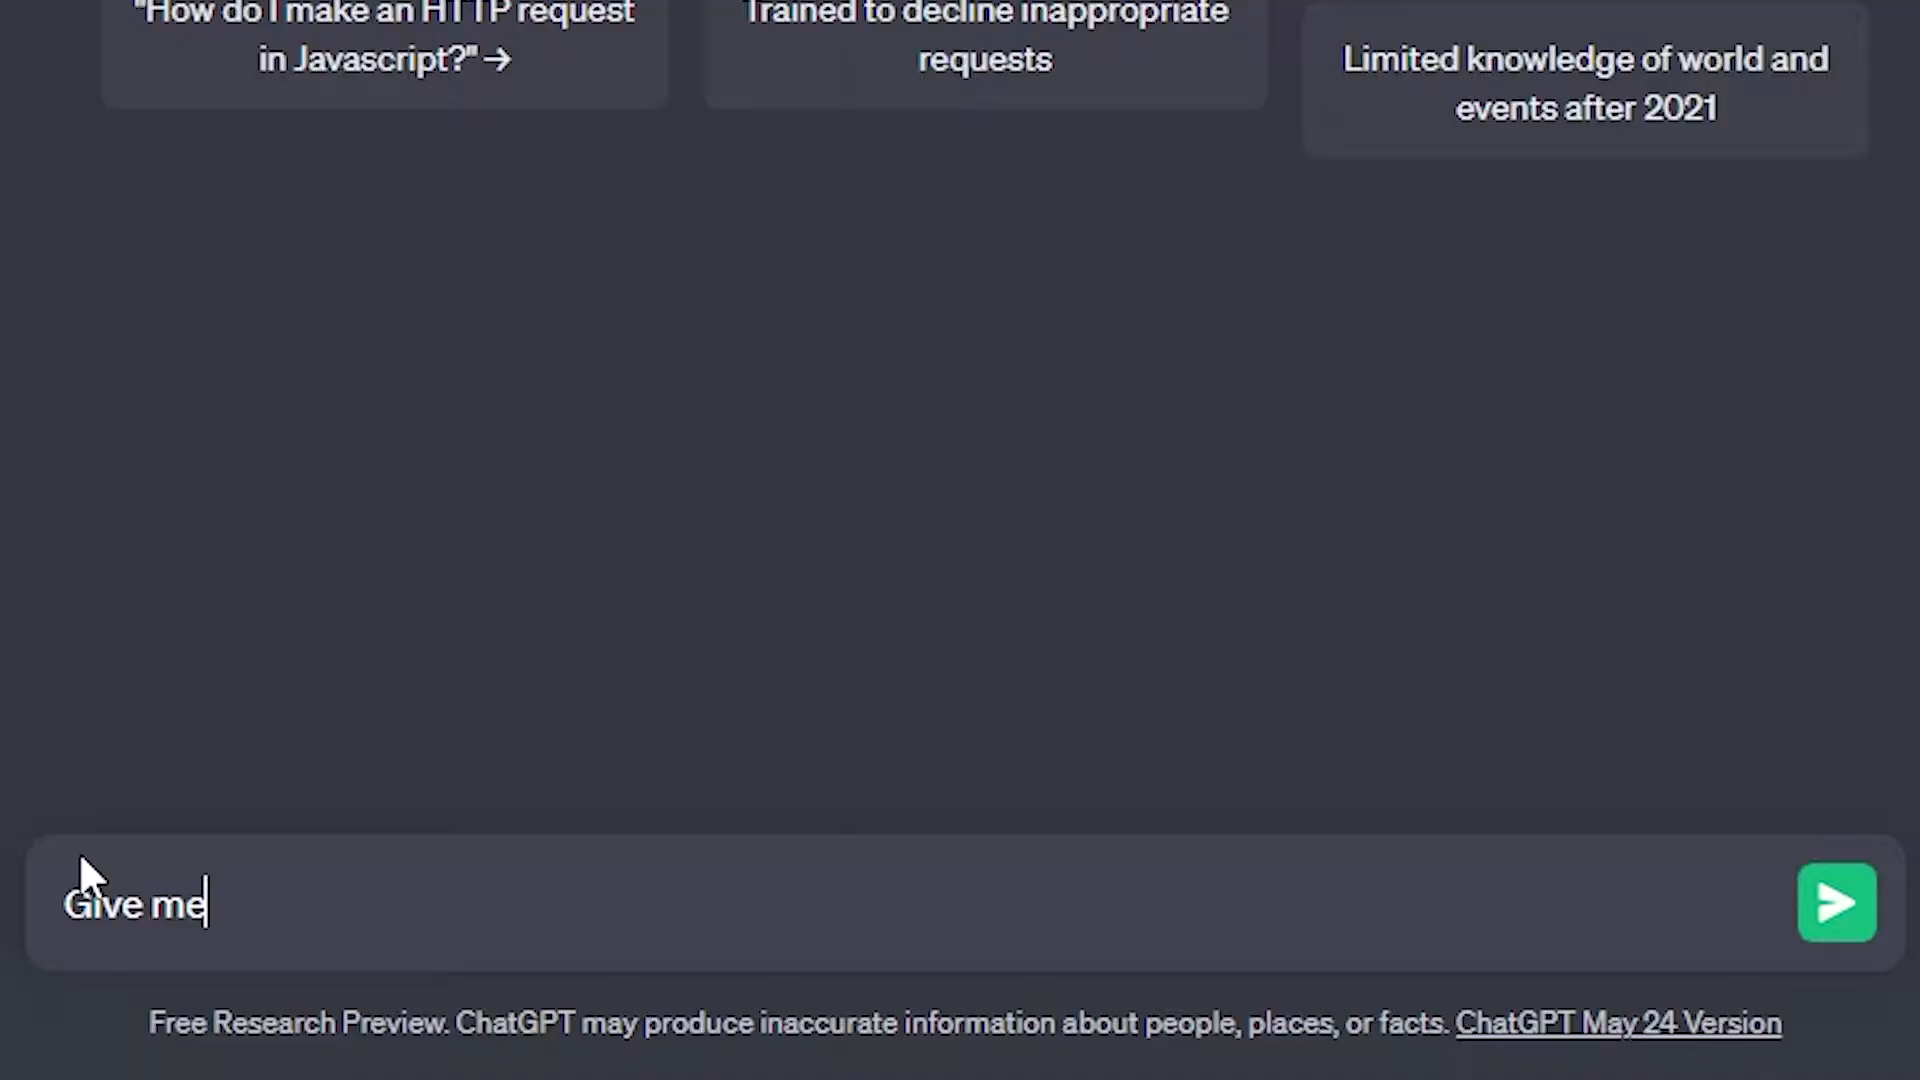 "How do I make an HTTP request
in Javascript?" →
Trained to decline inappropriate
requests
Limited knowledge of world and
events after 2021
Give me
Free Research Preview. ChatGPT may produce inaccurate information about people, places, or facts. ChatGPT May 24 Version